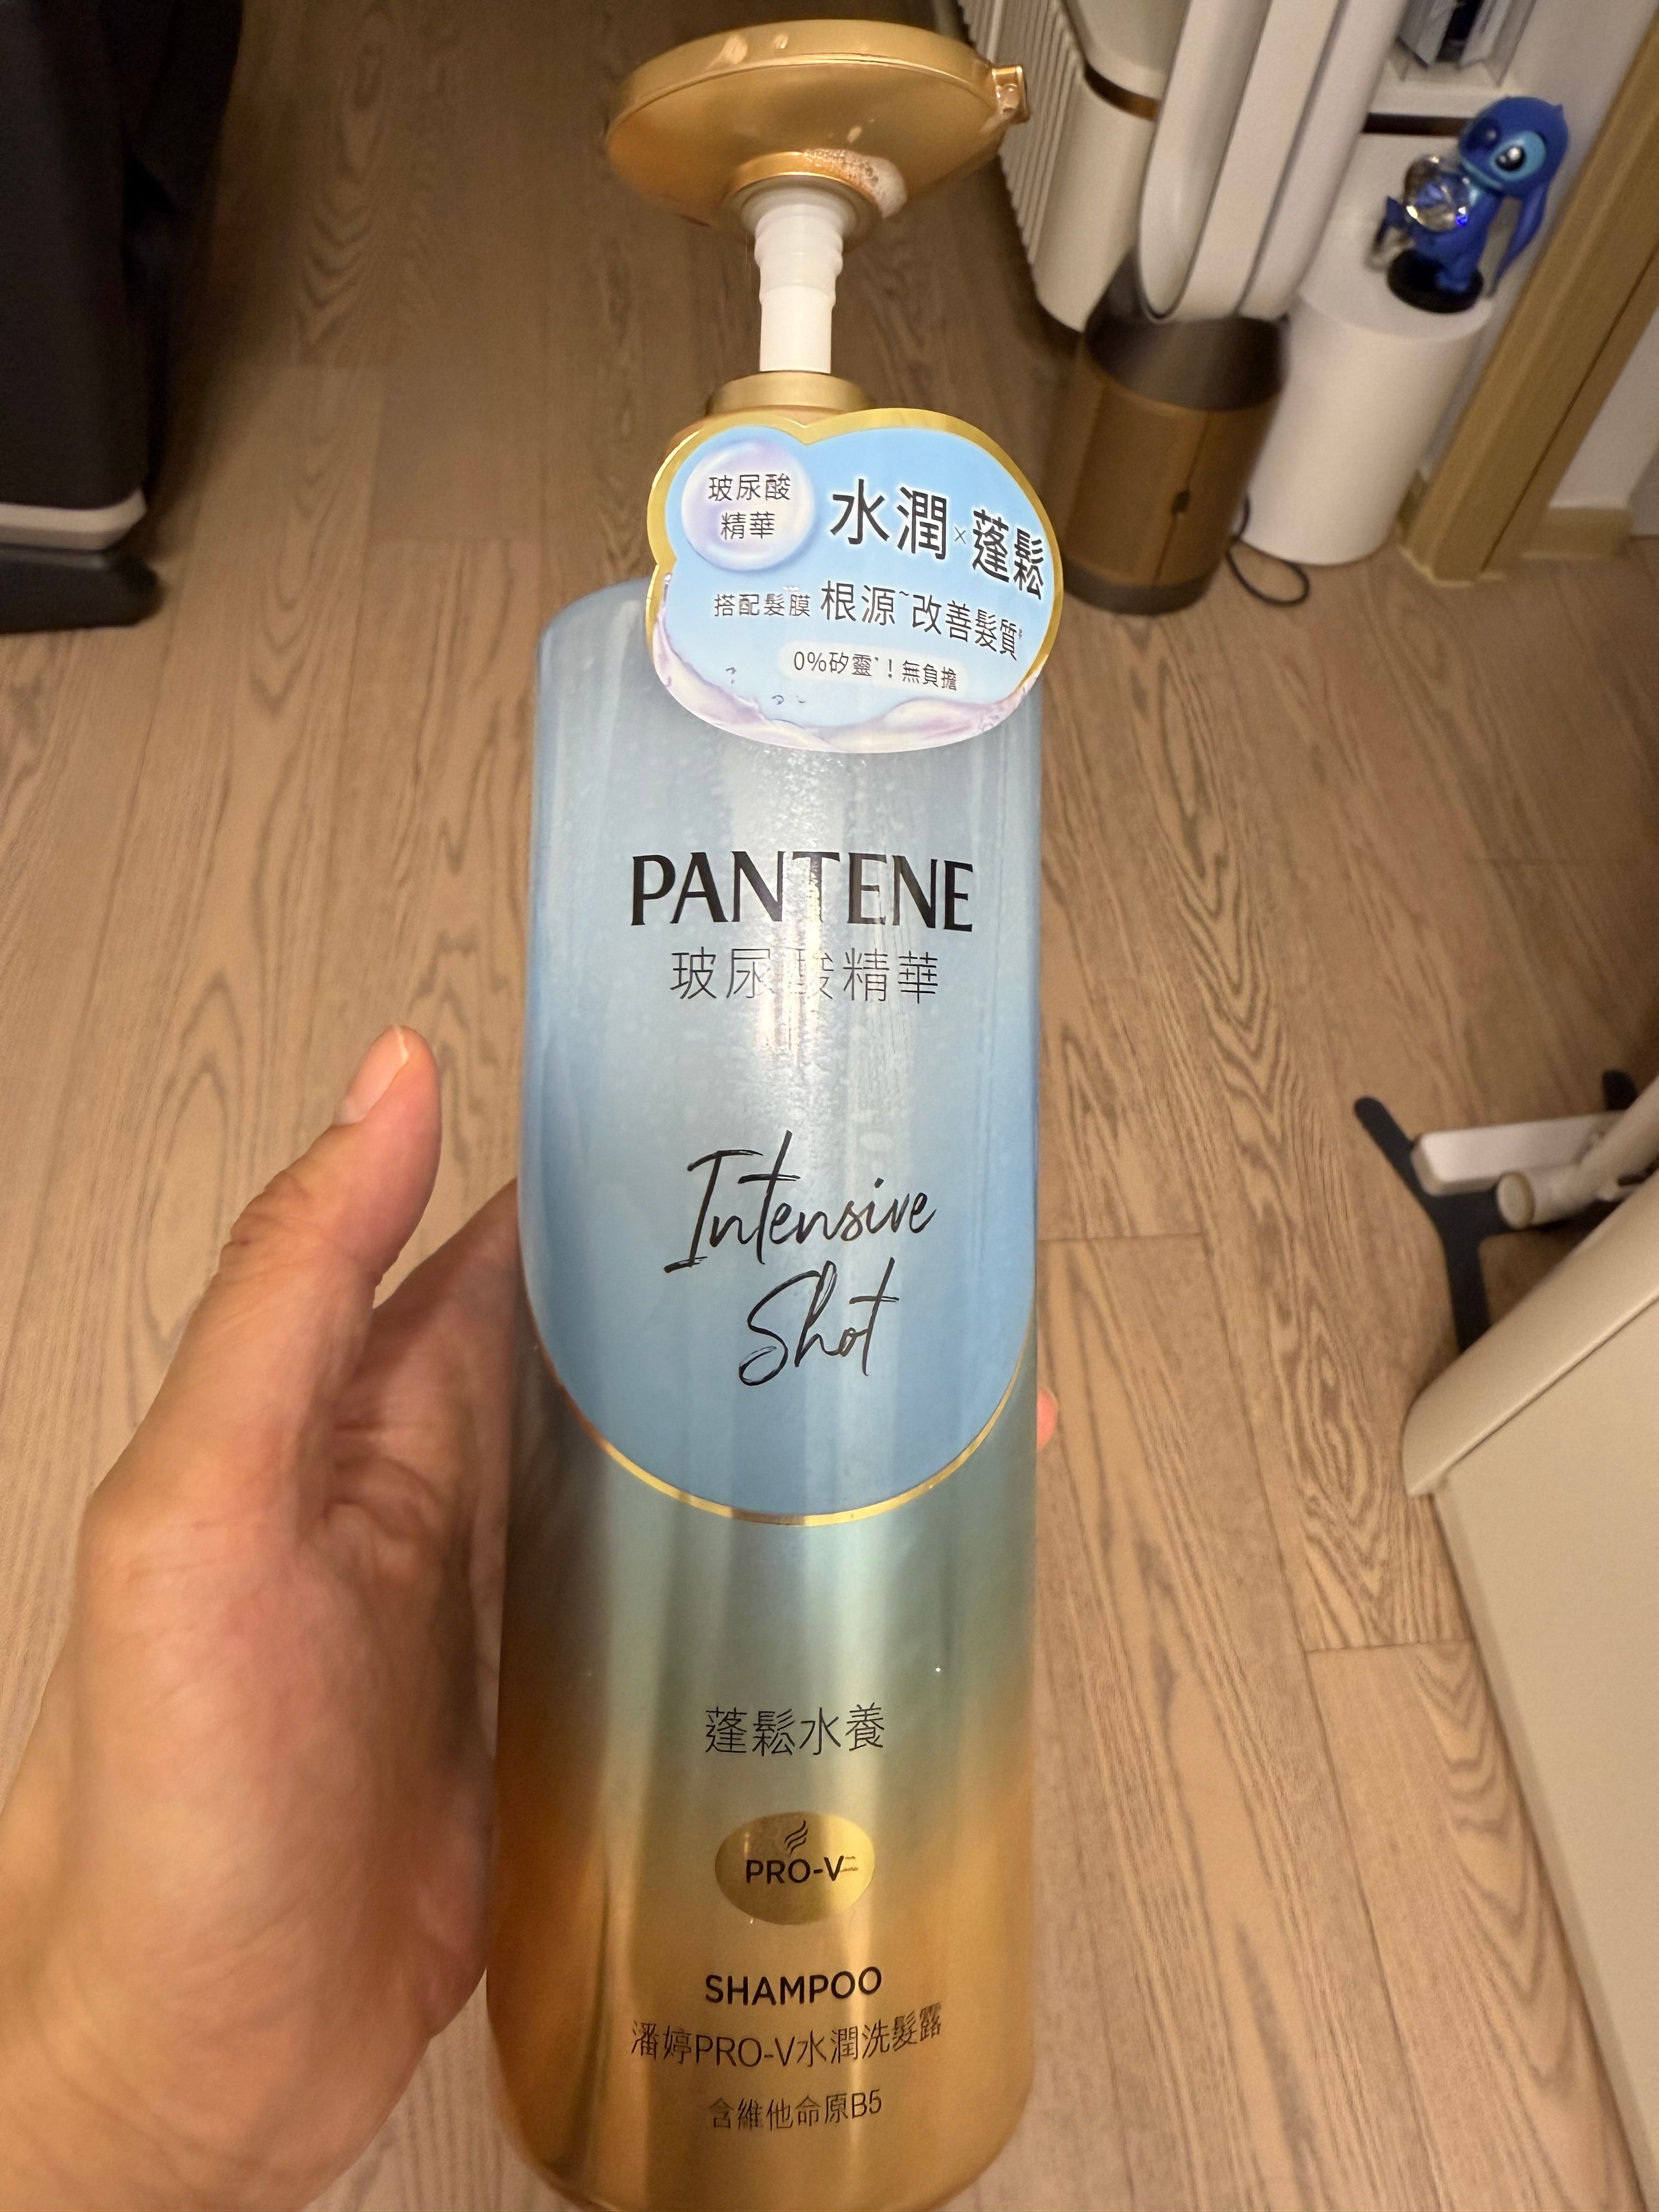 玻尿酸
精華
水潤×蓬鬆
搭配髮膜 根源~改善髮質
0%矽靈*！無負擔
PANTENE
玻尿酸精華
Intensive
Shot
蓬鬆水養
PRO-V
SHAMPOO
潘婷PRO-V水潤洗髮露
含維他命原B5